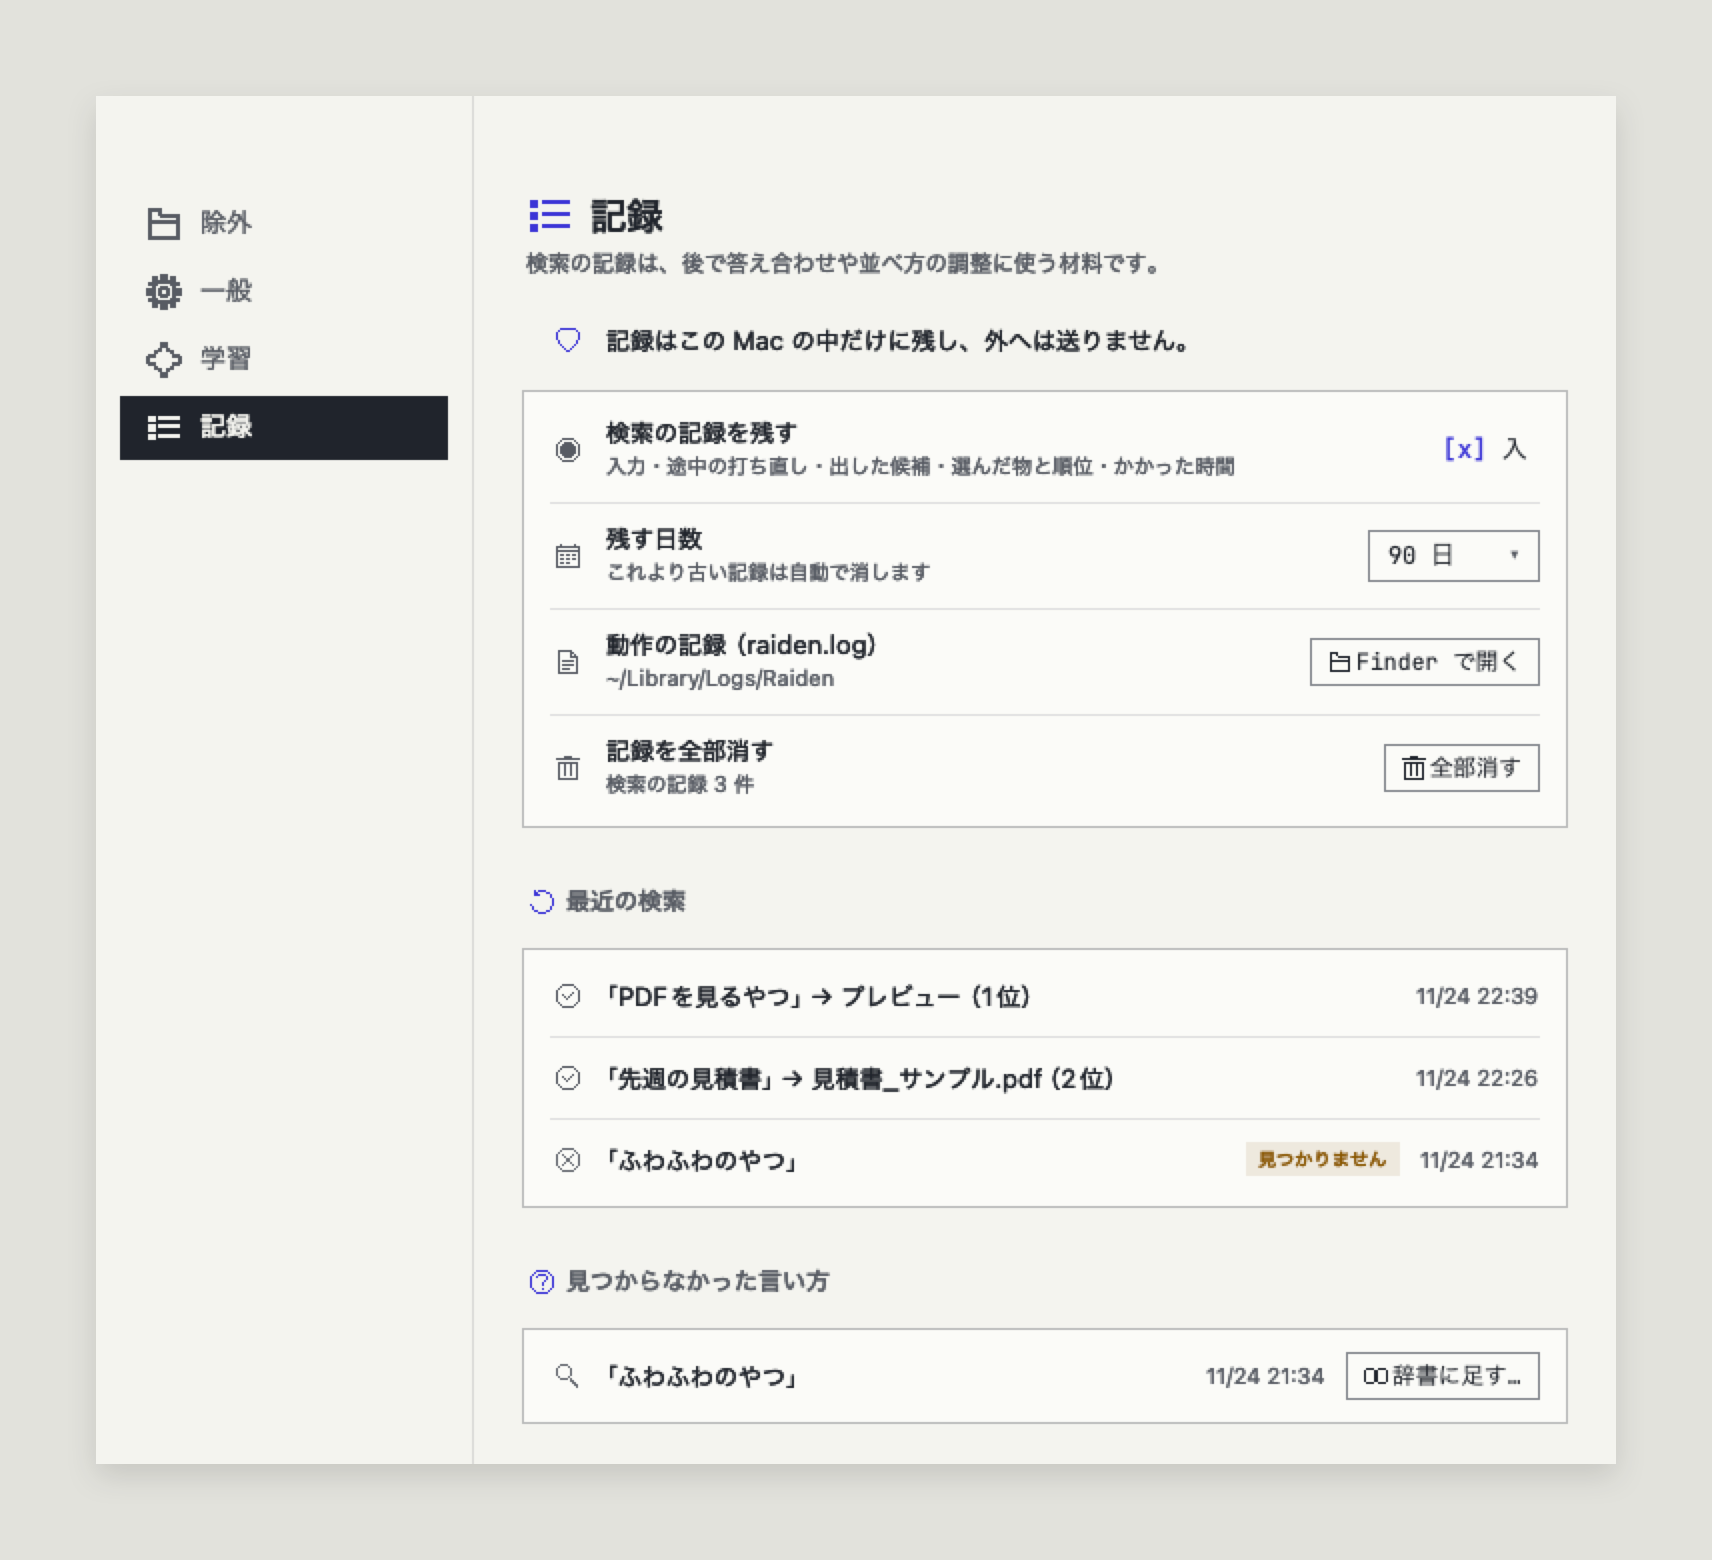 除外
一般
学習
記録
記録
検索の記録は、後で答え合わせや並べ方の調整に使う材料です。
記録はこの Mac の中だけに残し、外へは送りません。
検索の記録を残す
入力・途中の打ち直し・出した候補・選んだ物と順位・かかった時間
[x] 入
残す日数
これより古い記録は自動で消します
90 日
動作の記録（raiden.log）
~/Library/Logs/Raiden
Finder で開く
記録を全部消す
検索の記録 3 件
全部消す
最近の検索
「PDFを見るやつ」→ プレビュー（1位） 11/24 22:39
「先週の見積書」→ 見積書_サンプル.pdf（2位） 11/24 22:26
「ふわふわのやつ」 見つかりません 11/24 21:34
見つからなかった言い方
「ふわふわのやつ」 11/24 21:34 辞書に足す…